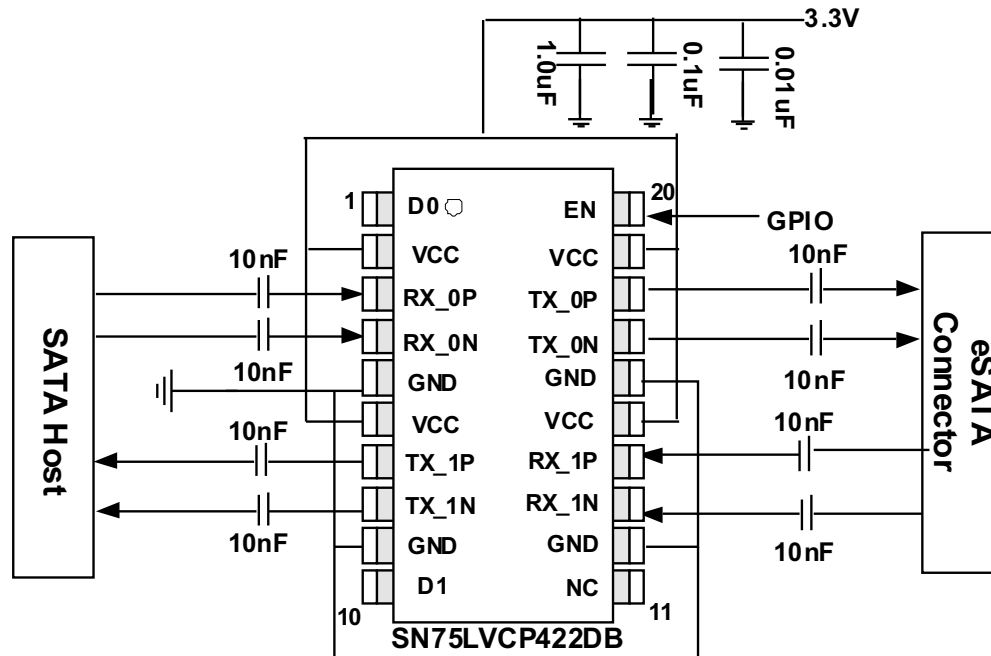 3.3V
1.0uF
0.1uF
0.01uF
1
20
D0
EN
GPIO
VCC
VCC
10nF
10nF
RX_0P
TX_0P
RX_0N
TX_0N
10nF
10nF
GND
GND
VCC
VCC
10nF
10nF
TX_1P
RX_1P
TX_1N
RX_1N
10nF
10nF
GND
GND
D1
NC
10
11
SN75LVCP422DB
SATA Host
eSATA
Connector